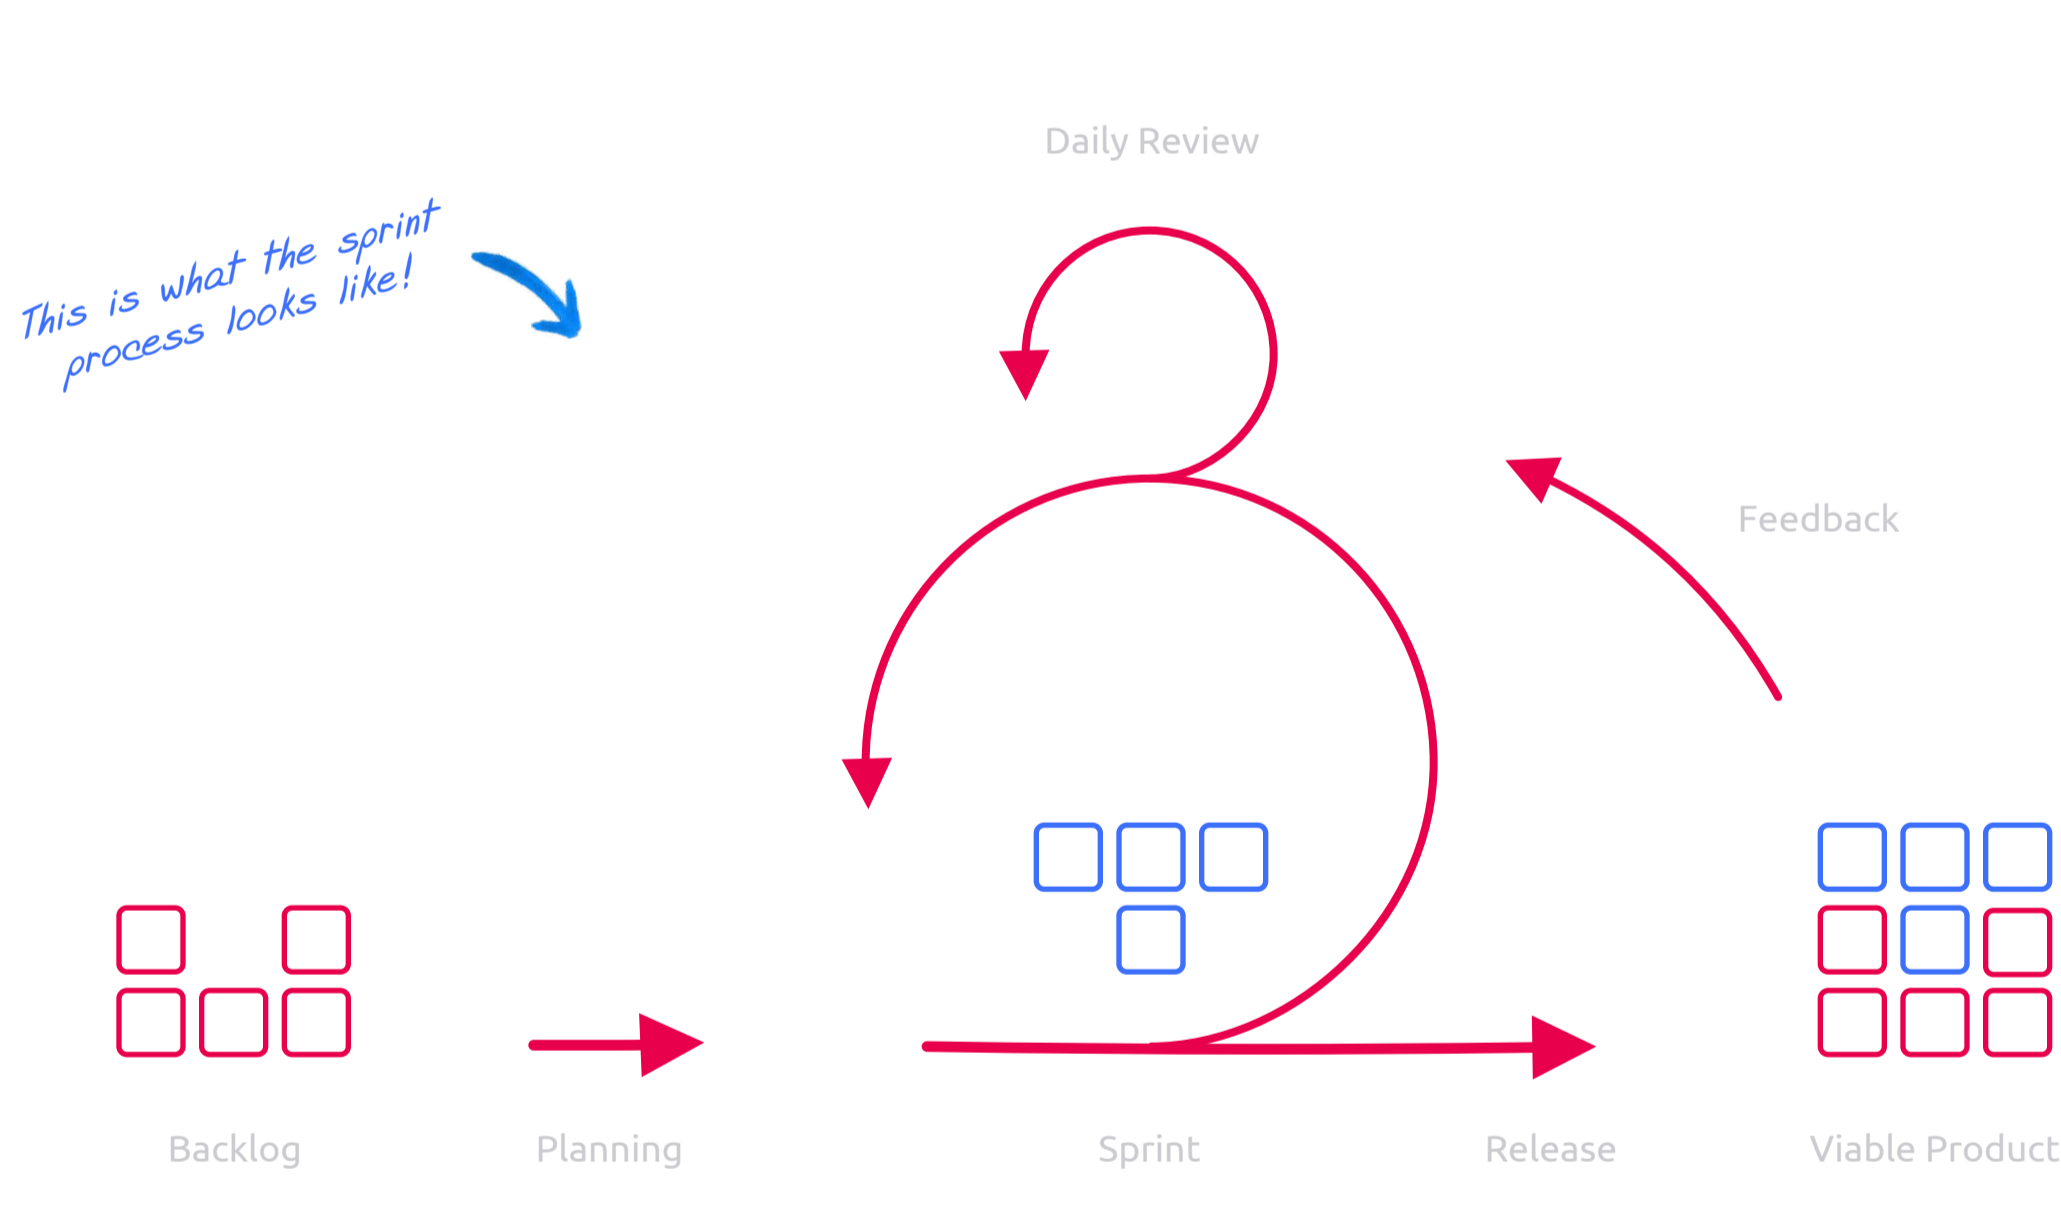 Daily Review
This is what the sprint
process looks like!
Feedback
Backlog
Planning
Sprint
Release
Viable Product